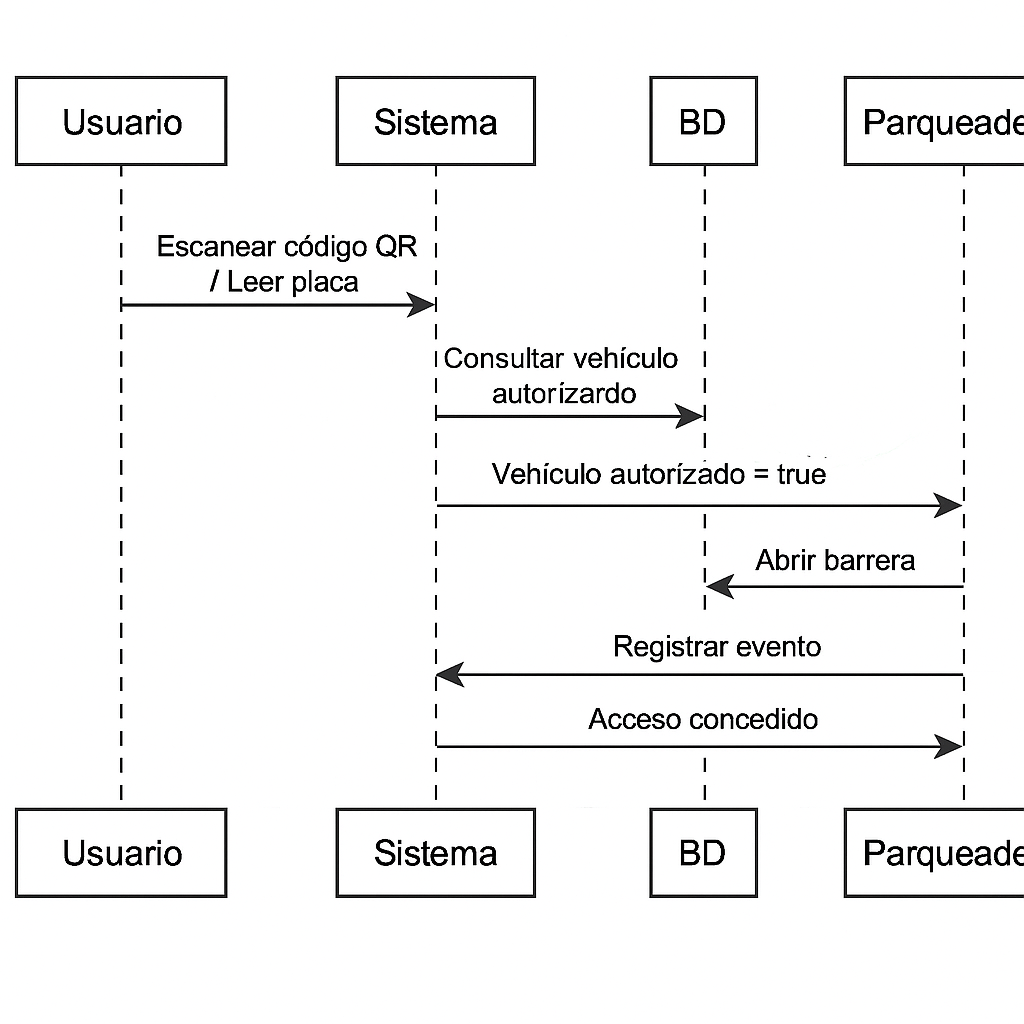 Usuario
Sistema
BD
Parqueade
Escanear código QR
/ Leer placa
Consultar vehículo
autorízardo
Vehículo autorízado = true
Abrir barrera
Registrar evento
Acceso concedido
Usuario
Sistema
BD
Parqueade